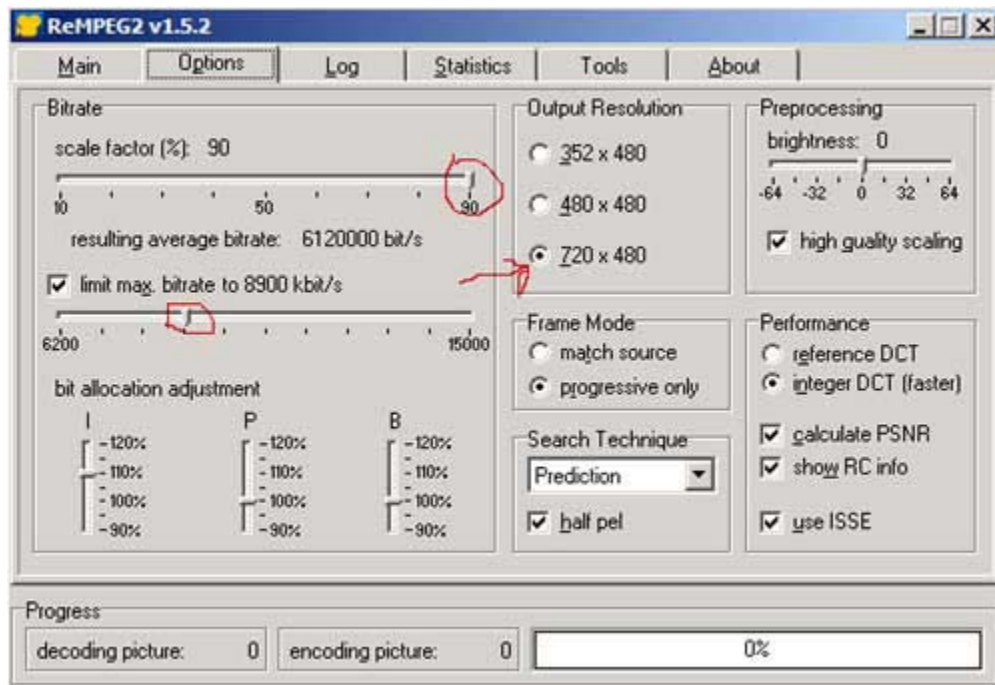 ReMPEG2 v1.5.2
Main Options Log Statistics Tools About
Bitrate
scale factor (%): 90
10 50 90
resulting average bitrate: 6120000 bit/s
limit max. bitrate to 8900 kbit/s
6200 15000
bit allocation adjustment
I P B
-120% -120% -120%
-110% -110% -110%
-100% -100% -100%
-90% -90% -90%
Output Resolution
352 x 480
480 x 480
720 x 480
Frame Mode
match source
progressive only
Search Technique
Prediction
half pel
Preprocessing
brightness: 0
-64 -32 0 32 64
high quality scaling
Performance
reference DCT
integer DCT (faster)
calculate PSNR
show RC info
use ISSE
Progress
decoding picture: 0 encoding picture: 0 0%